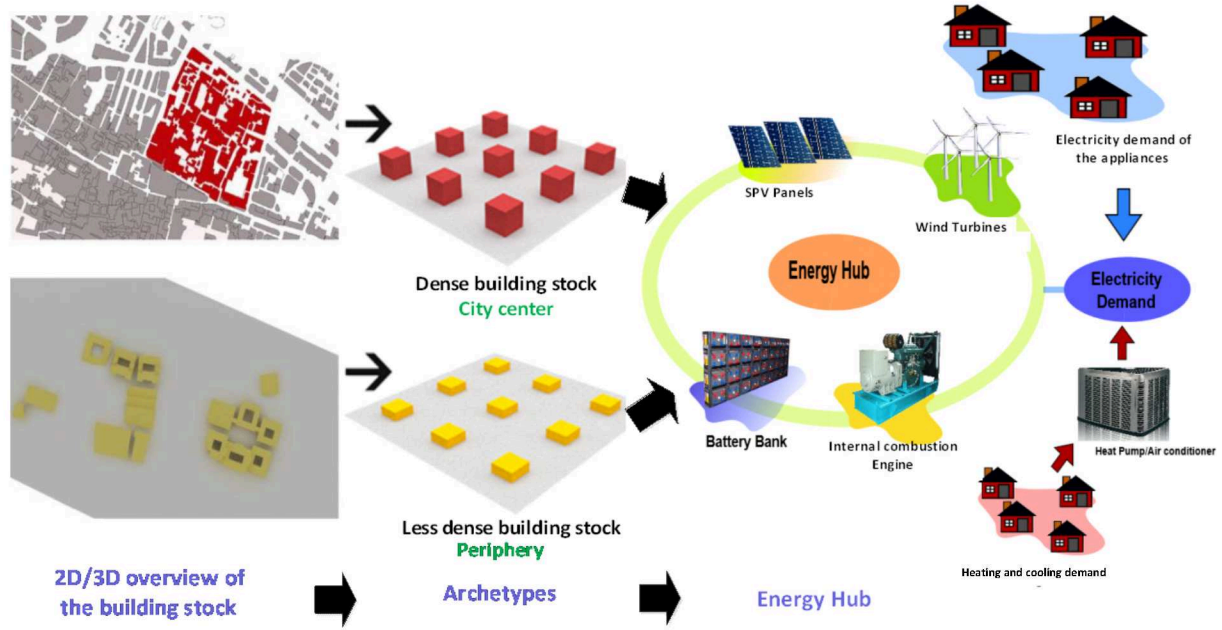 Dense building stock
City center
Less dense building stock
Periphery
SPV Panels
Wind Turbines
Energy Hub
Battery Bank
Internal combustion
Engine
Electricity demand of
the appliances
Electricity
Demand
Heat Pump/Air conditioner
Heating and cooling demand
2D/3D overview of
the building stock
Archetypes
Energy Hub